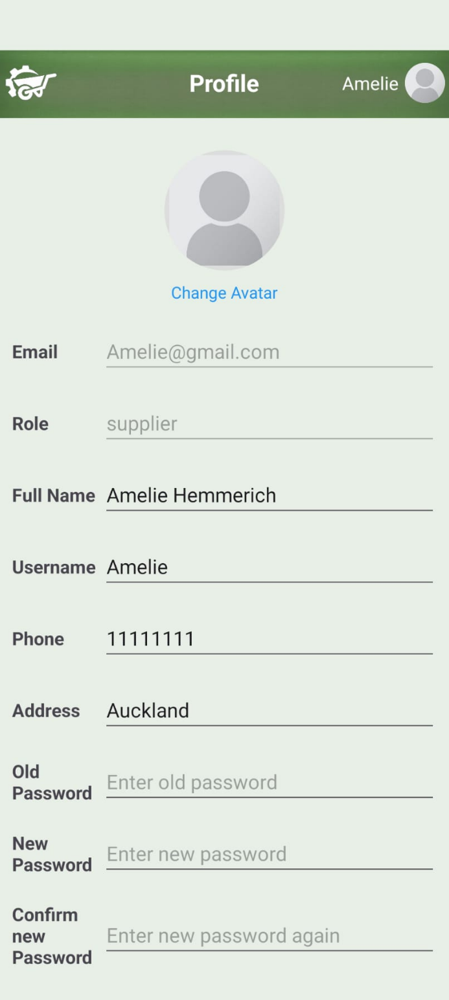 Profile
Amelie
Change Avatar
Email Amelie@gmail.com
Role supplier
Full Name Amelie Hemmerich
Username Amelie
Phone 11111111
Address Auckland
Old
Password Enter old password
New
Password Enter new password
Confirm
new
Password Enter new password again